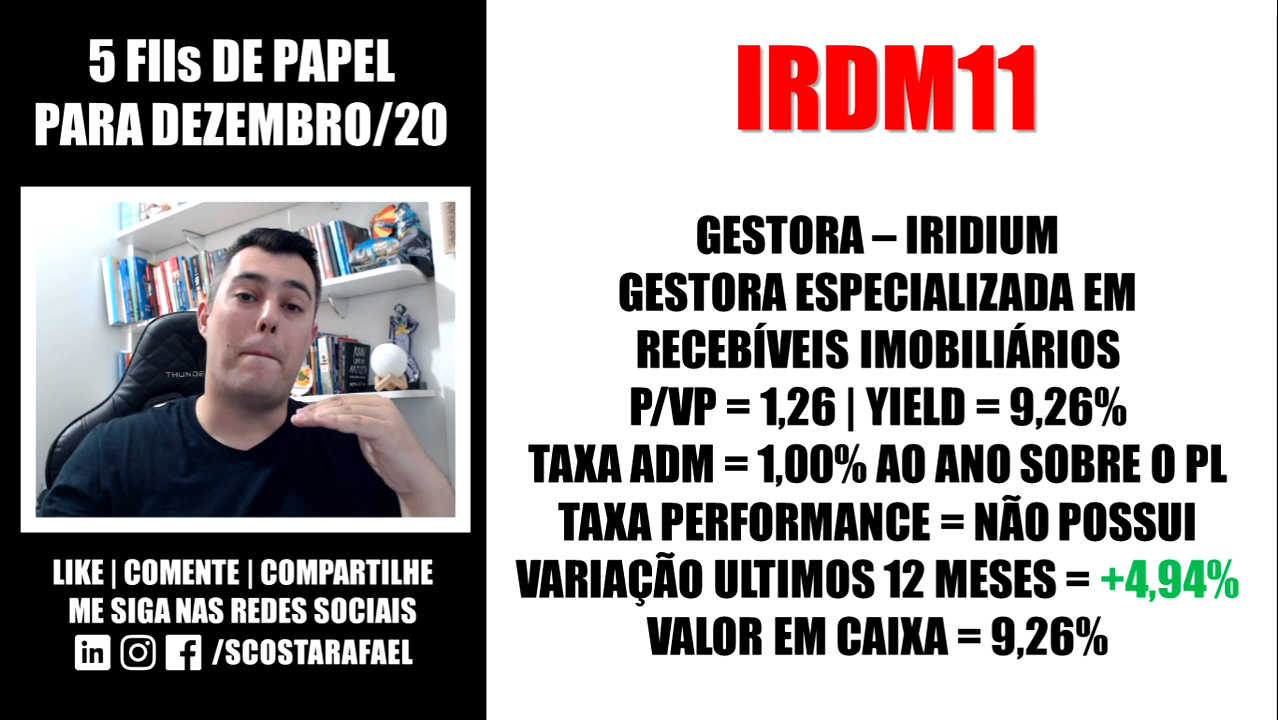 5 FIIs DE PAPEL
PARA DEZEMBRO/20
THUNDE
LIKE | COMENTE | COMPARTILHE
ME SIGA NAS REDES SOCIAIS
in f /SCOSTARAFAEL
IRDM11
GESTORA – IRIDIUM
GESTORA ESPECIALIZADA EM
RECEBÍVEIS IMOBILIÁRIOS
P/VP = 1,26 | YIELD = 9,26%
TAXA ADM = 1,00% AO ANO SOBRE O PL
TAXA PERFORMANCE = NÃO POSSUI
VARIAÇÃO ULTIMOS 12 MESES = +4,94%
VALOR EM CAIXA = 9,26%